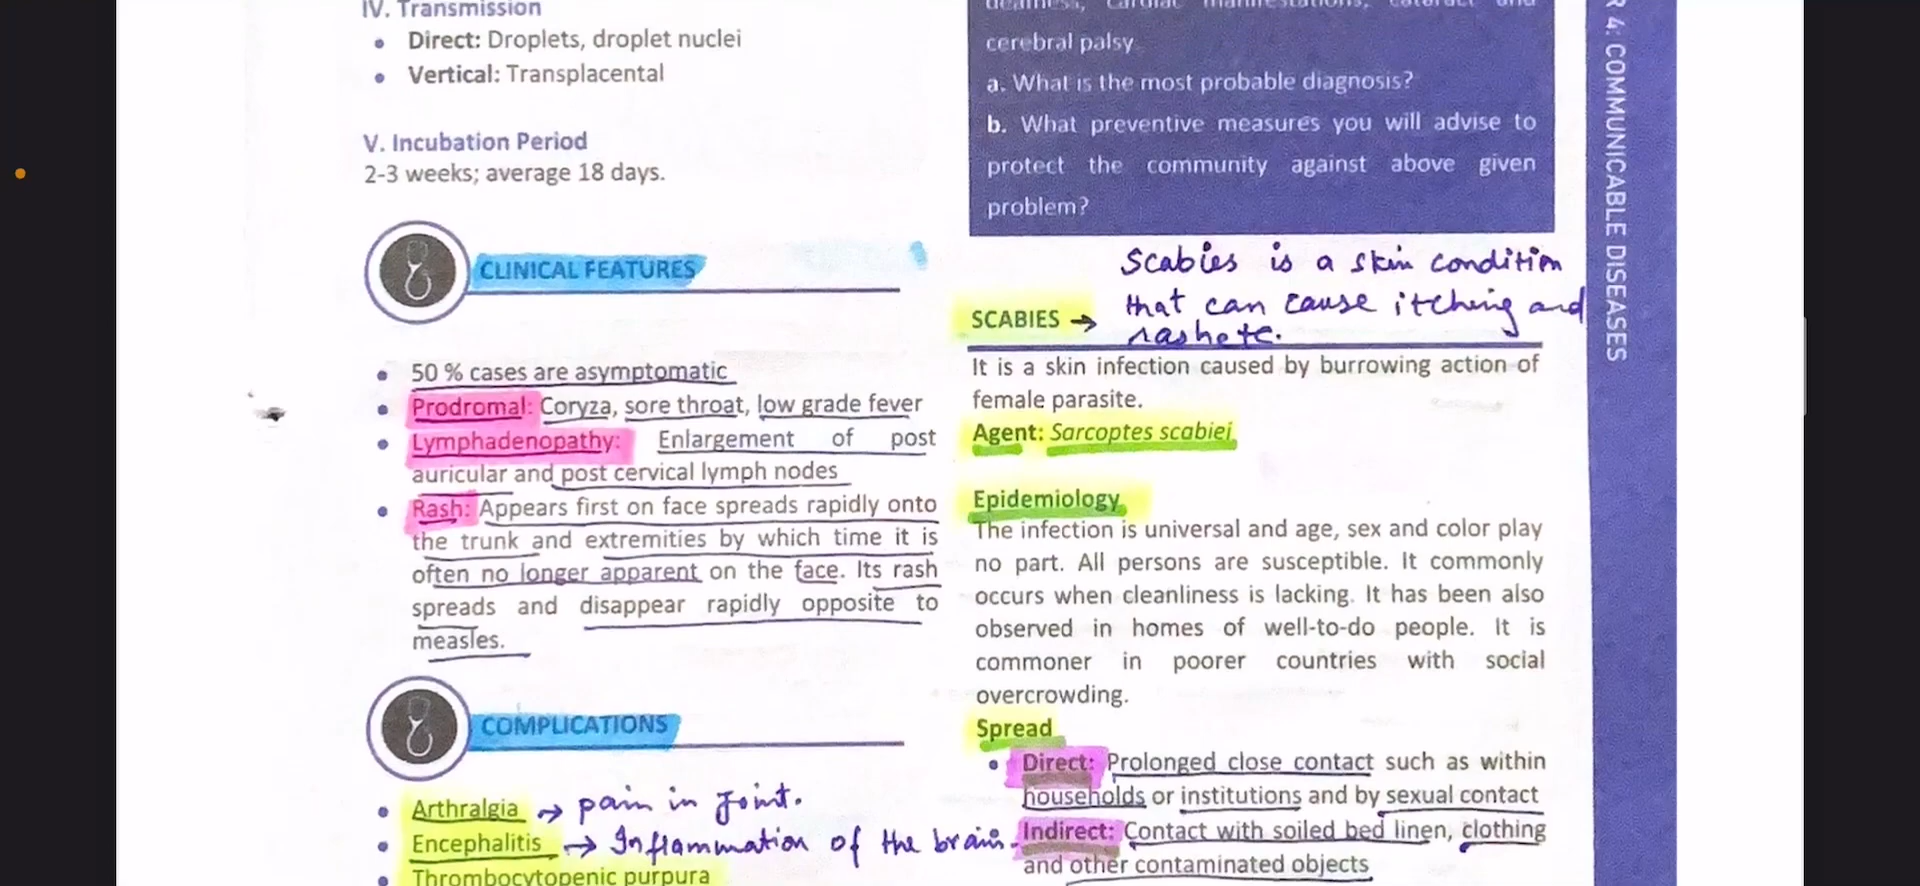 IV. Transmission
• Direct: Droplets, droplet nuclei
• Vertical: Transplacental
V. Incubation Period
2-3 weeks; average 18 days.
CLINICAL FEATURES
• 50 % cases are asymptomatic
• Prodromal: Coryza, sore throat, low grade fever
• Lymphadenopathy: Enlargement of post
auricular and post cervical lymph nodes
• Rash: Appears first on face spreads rapidly onto
the trunk and extremities by which time it is
often no longer apparent on the face. Its rash
spreads and disappear rapidly opposite to
measles.
COMPLICATIONS
• Arthralgia → pain in joint.
• Encephalitis → Inflammation of the brain.
• Thrombocytopenic purpura
deafness, cardiac manifestations, cataract and
cerebral palsy
a. What is the most probable diagnosis?
b. What preventive measures you will advise to
protect the community against above given
problem?
Scabies is a skin condition
SCABIES → that can cause itching and
It is a skin infection caused by burrowing action of
female parasite.
Agent: Sarcoptes scabiei
Epidemiology
The infection is universal and age, sex and color play
no part. All persons are susceptible. It commonly
occurs when cleanliness is lacking. It has been also
observed in homes of well-to-do people. It is
commoner in poorer countries with social
overcrowding.
Spread
• Direct: Prolonged close contact such as within
households or institutions and by sexual contact
Indirect: Contact with soiled bed linen, clothing
and other contaminated objects
R 4: COMMUNICABLE DISEASES